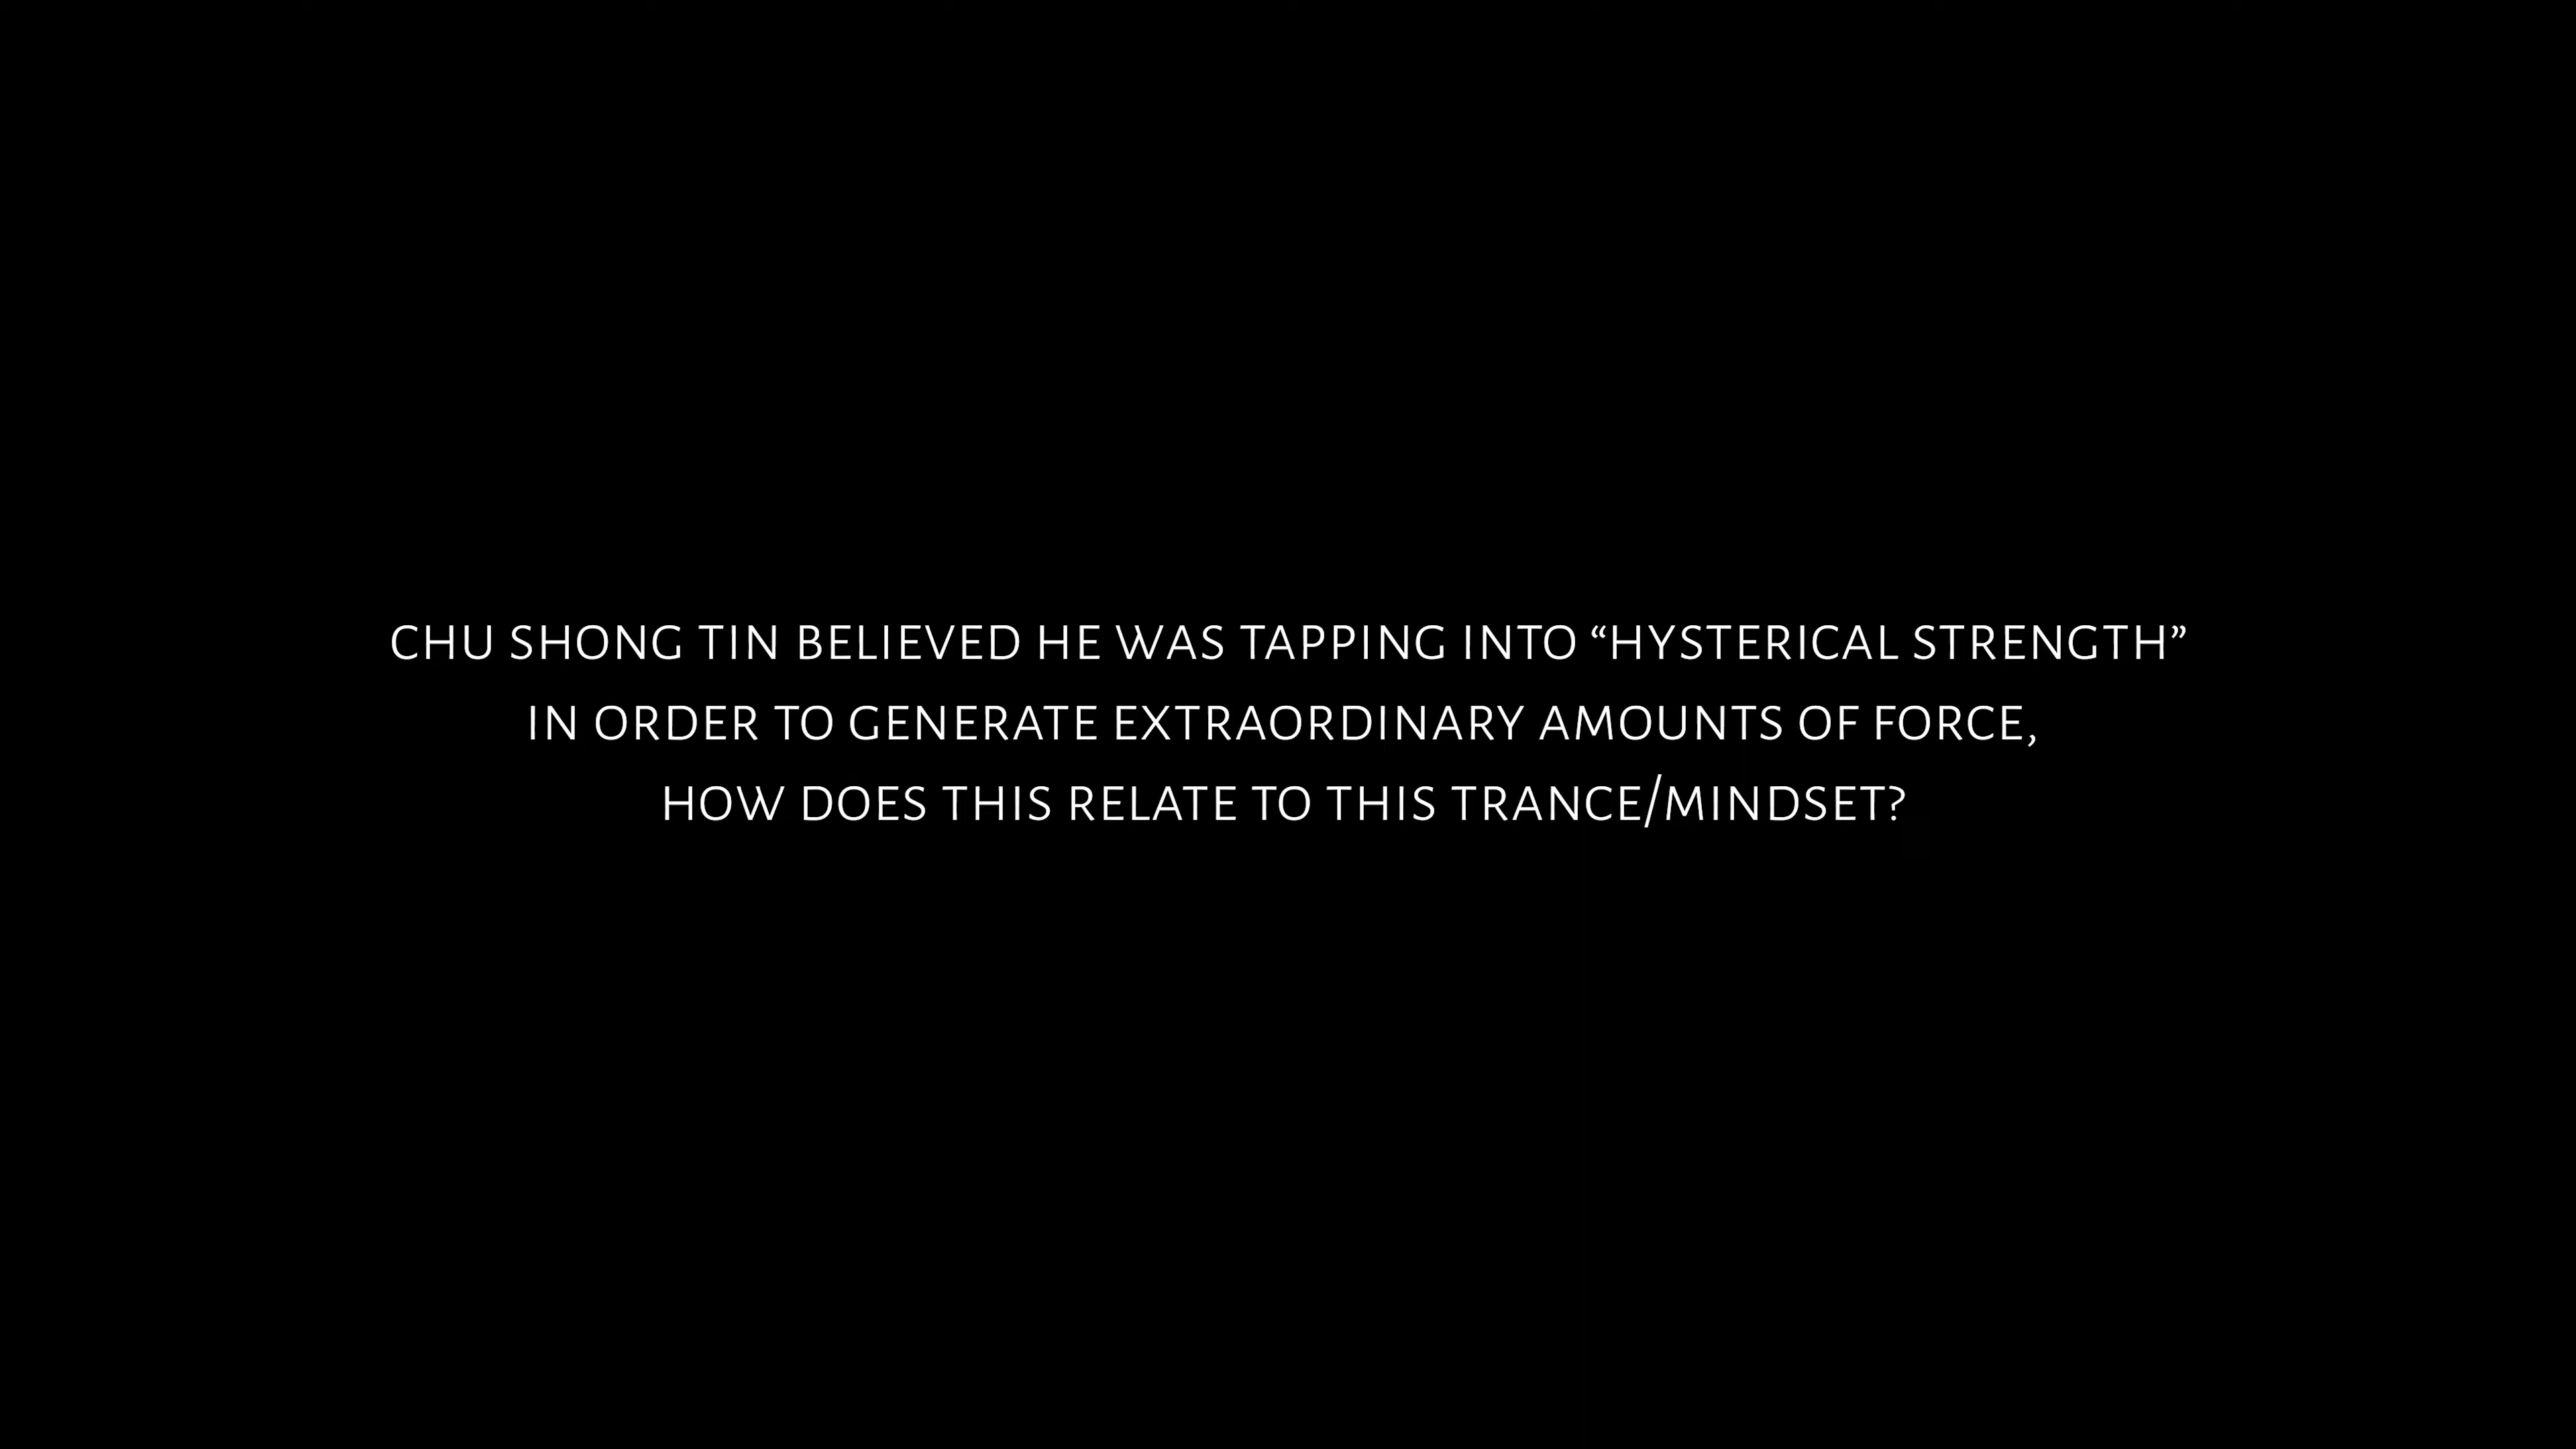 CHU SHONG TIN BELIEVED HE WAS TAPPING INTO “HYSTERICAL STRENGTH”
IN ORDER TO GENERATE EXTRAORDINARY AMOUNTS OF FORCE,
HOW DOES THIS RELATE TO THIS TRANCE/MINDSET?